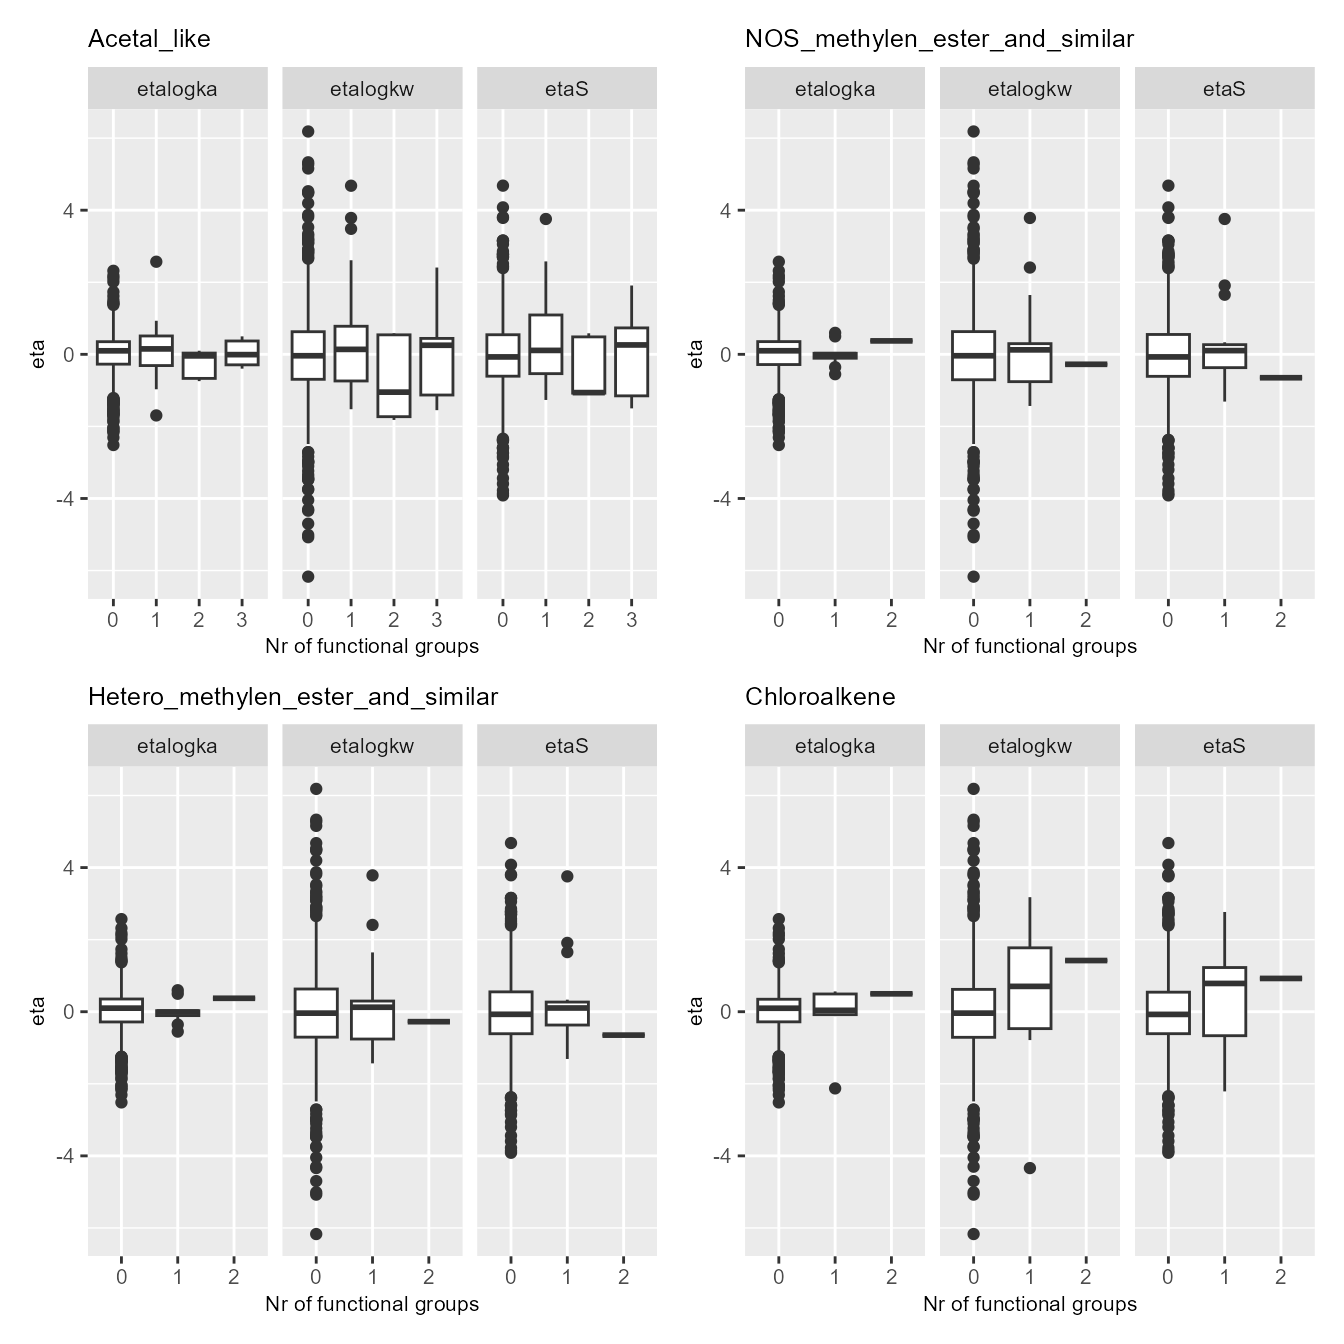 Acetal_like
etalogka etalogkw etaS
eta
4
0
-4
0 1 2 3 0 1 2 3 0 1 2 3
Nr of functional groups
NOS_methylen_ester_and_similar
etalogka etalogkw etaS
eta
4
0
-4
0 1 2 0 1 2 0 1 2
Nr of functional groups
Hetero_methylen_ester_and_similar
etalogka etalogkw etaS
eta
4
0
-4
0 1 2 0 1 2 0 1 2
Nr of functional groups
Chloroalkene
etalogka etalogkw etaS
eta
4
0
-4
0 1 2 0 1 2 0 1 2
Nr of functional groups